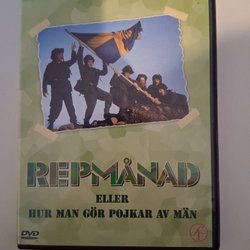 REPMÅNAD
ELLER
HUR MAN GÖR POJKAR AV MÄN
DVD